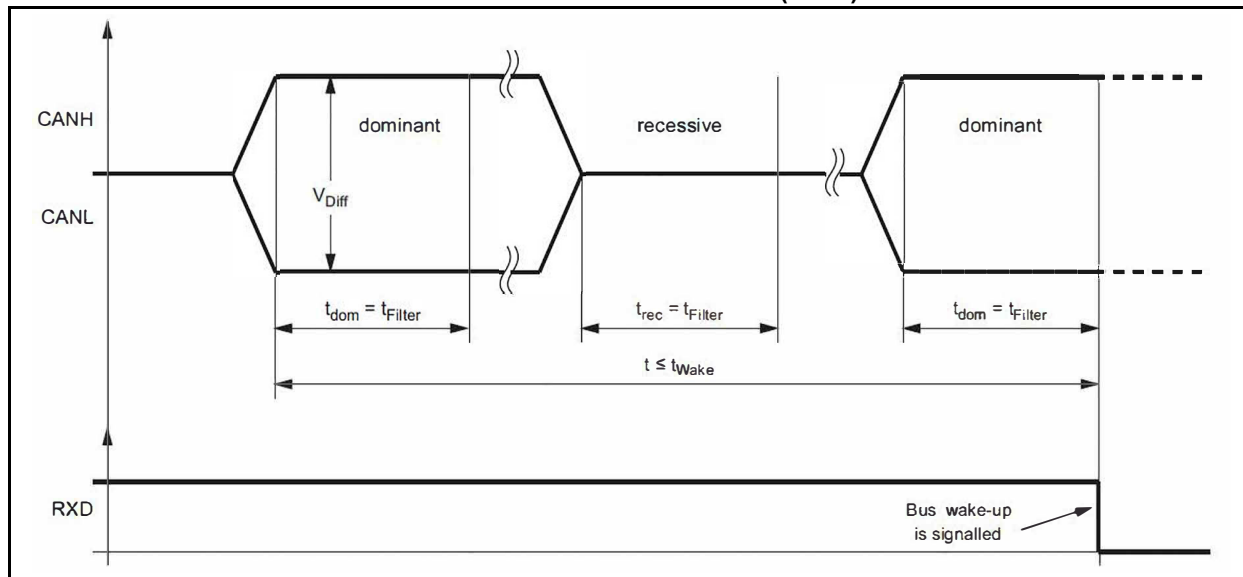 CANH
dominant
recessive
dominant
VDiff
CANL
tdom = tFilter
trec = tFilter
tdom = tFilter
t ≤ tWake
RXD
Bus wake-up
is signalled